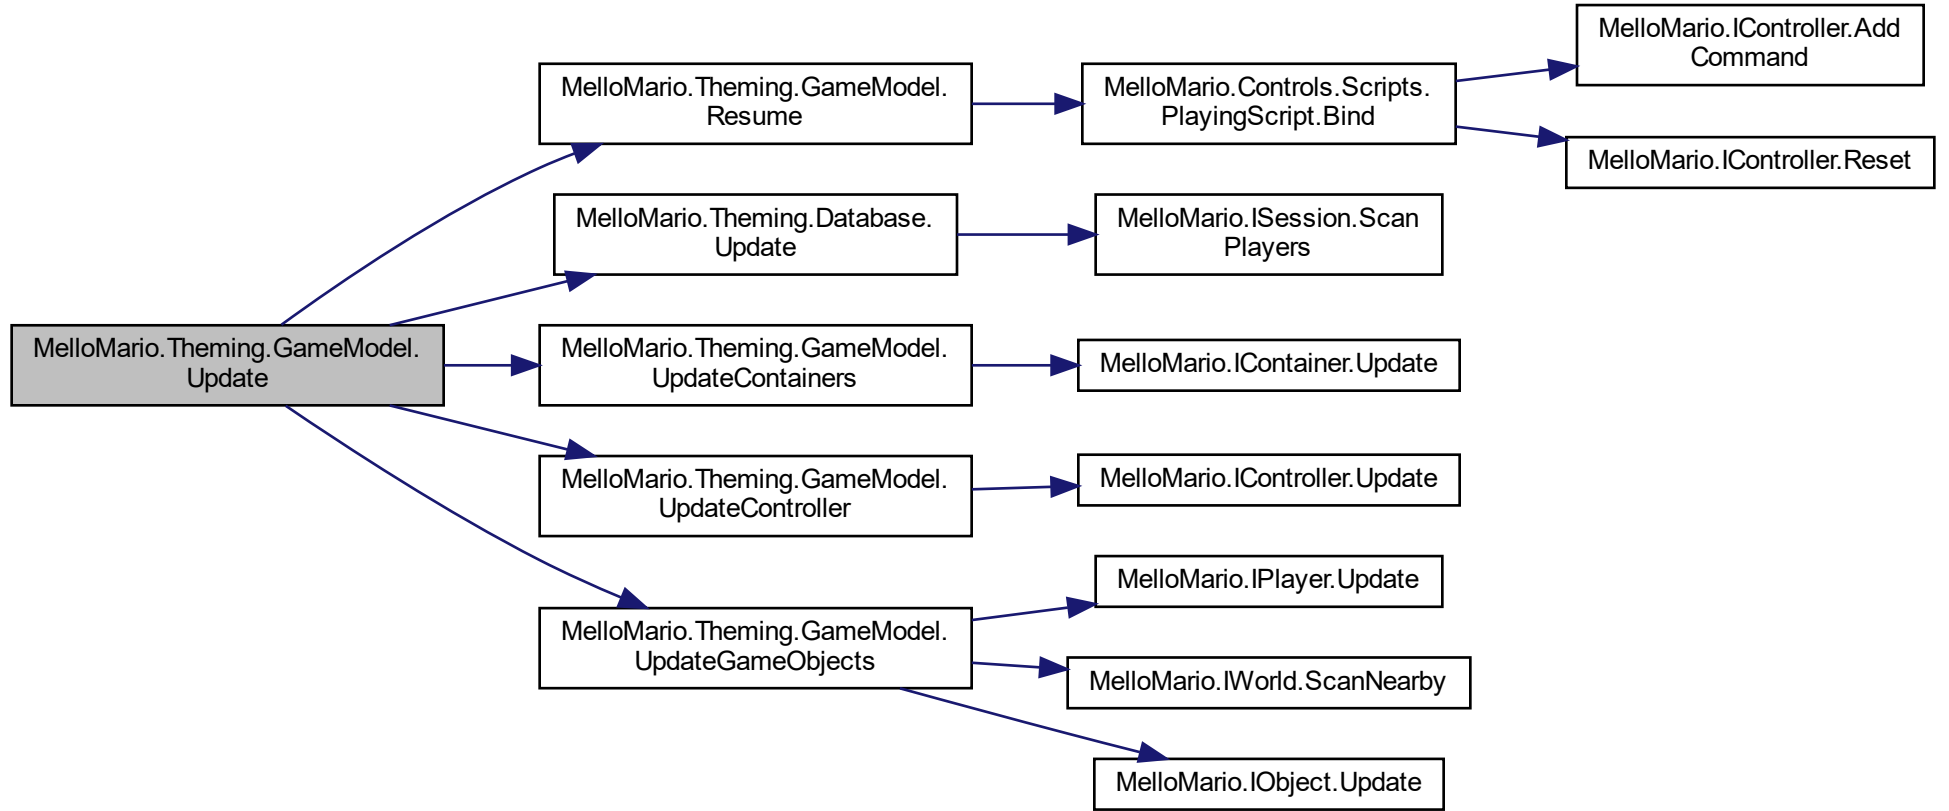 MelloMario.Theming.GameModel.
Update
MelloMario.Theming.GameModel.
Resume
MelloMario.Theming.Database.
Update
MelloMario.Theming.GameModel.
UpdateContainers
MelloMario.Theming.GameModel.
UpdateController
MelloMario.Theming.GameModel.
UpdateGameObjects
MelloMario.Controls.Scripts.
PlayingScript.Bind
MelloMario.ISession.Scan
Players
MelloMario.IContainer.Update
MelloMario.IController.Update
MelloMario.IPlayer.Update
MelloMario.IWorld.ScanNearby
MelloMario.IObject.Update
MelloMario.IController.Add
Command
MelloMario.IController.Reset